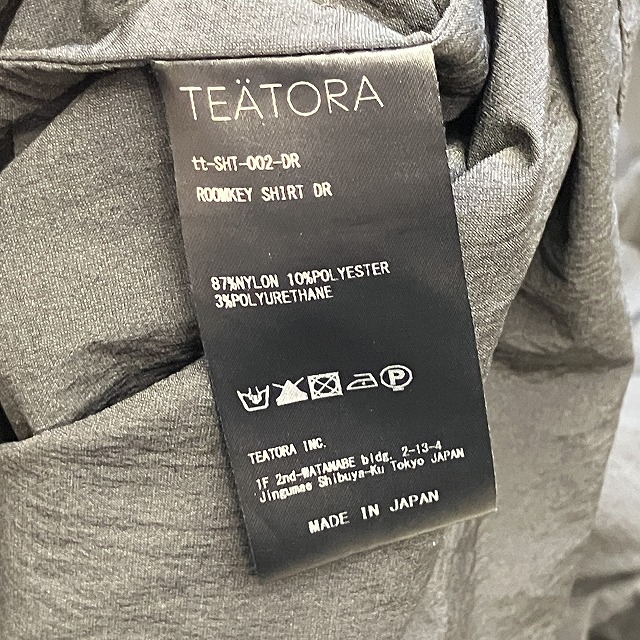 TEÄTORA
tt-SHT-002-DR
ROOMKEY SHIRT DR
87%NYLON 10%POLYESTER
3%POLYURETHANE
P
TEATORA INC.
1F 2nd-WATANABE bldg. 2-13-4
Jingumae Shibuya-Ku Tokyo JAPAN
MADE IN JAPAN